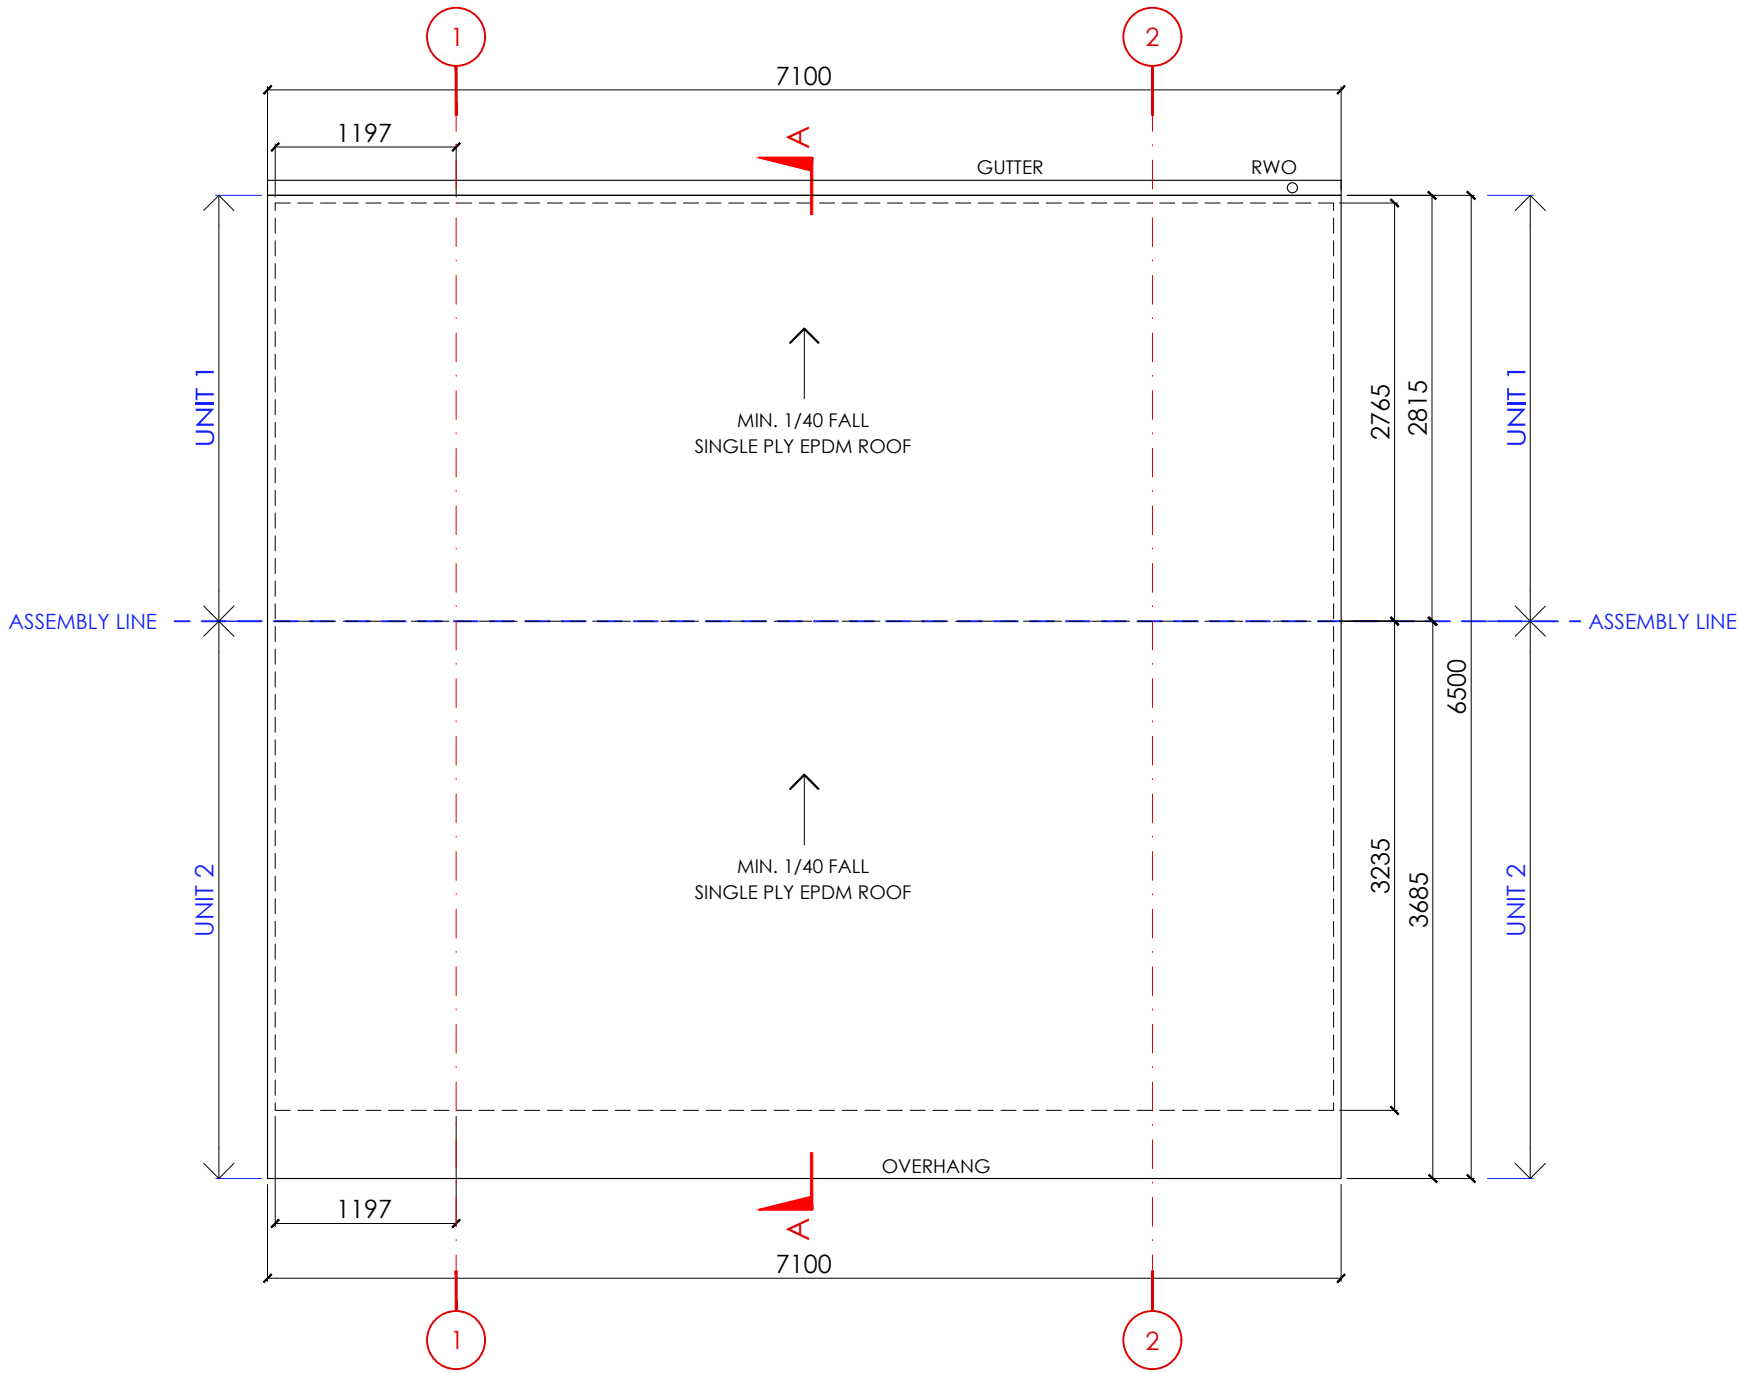 1
2
7100
1197
A
GUTTER
RWO
UNIT 1
MIN. 1/40 FALL
SINGLE PLY EPDM ROOF
2765
2815
UNIT 1
ASSEMBLY LINE
ASSEMBLY LINE
6500
UNIT 2
MIN. 1/40 FALL
SINGLE PLY EPDM ROOF
3235
3685
UNIT 2
OVERHANG
1197
A
7100
1
2